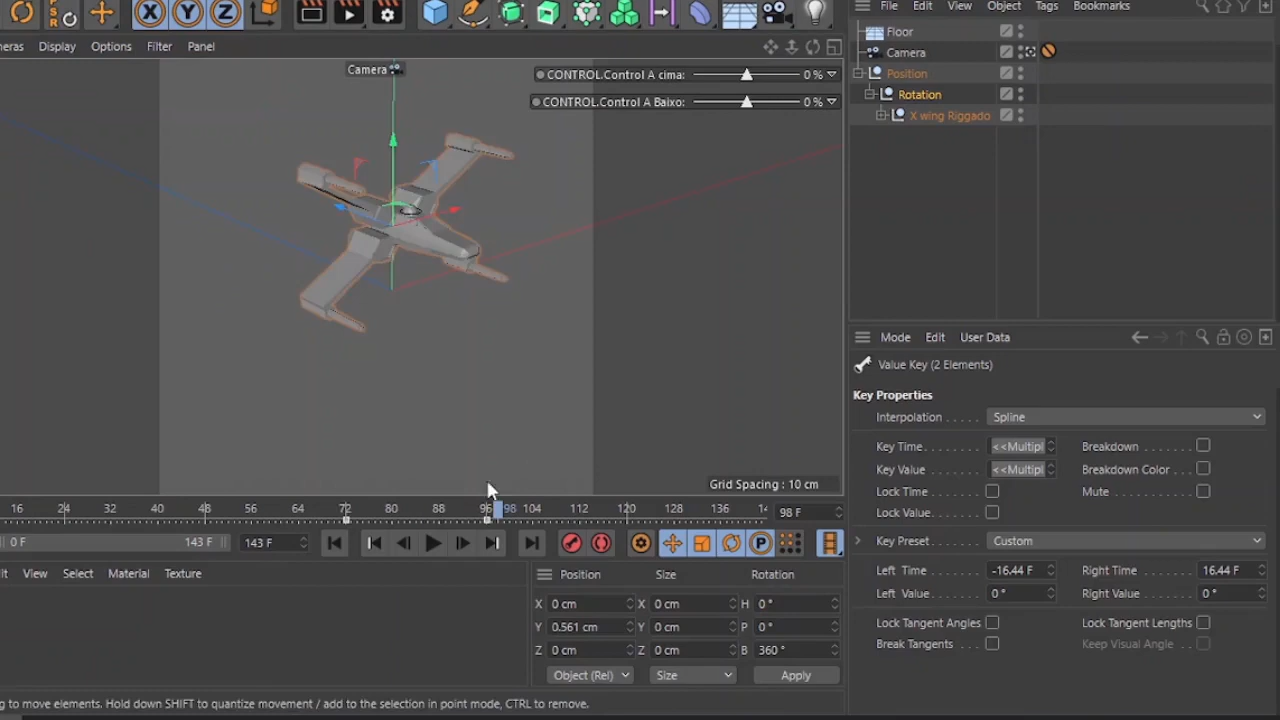 X Y Z
File Edit View Object Tags Bookmarks
Display Options Filter Panel
Floor
Camera
Position
Rotation
X wing Riggado
Camera
CONTROL.Control A cima: 0 %
CONTROL.Control A Baixo: 0 %
Grid Spacing : 10 cm
Mode Edit User Data
Value Key (2 Elements)
Key Properties
Interpolation Spline
Key Time <<Multipl Breakdown
Key Value <<Multipl Breakdown Color
Lock Time Mute
Lock Value
Key Preset Custom
Left Time -16.44 F Right Time 16.44 F
Left Value 0 ° Right Value 0 °
Lock Tangent Angles Lock Tangent Lengths
Break Tangents Keep Visual Angle
16 24 32 40 48 56 64 72 80 88 96 98 104 112 120 128 136 14 98 F
0 F 143 F 143 F P
View Select Material Texture
Position Size Rotation
X 0 cm X 0 cm H 0 °
Y 0.561 cm Y 0 cm P 0 °
Z 0 cm Z 0 cm B 360 °
Object (Rel) Size Apply
g to move elements. Hold down SHIFT to quantize movement / add to the selection in point mode, CTRL to remove.